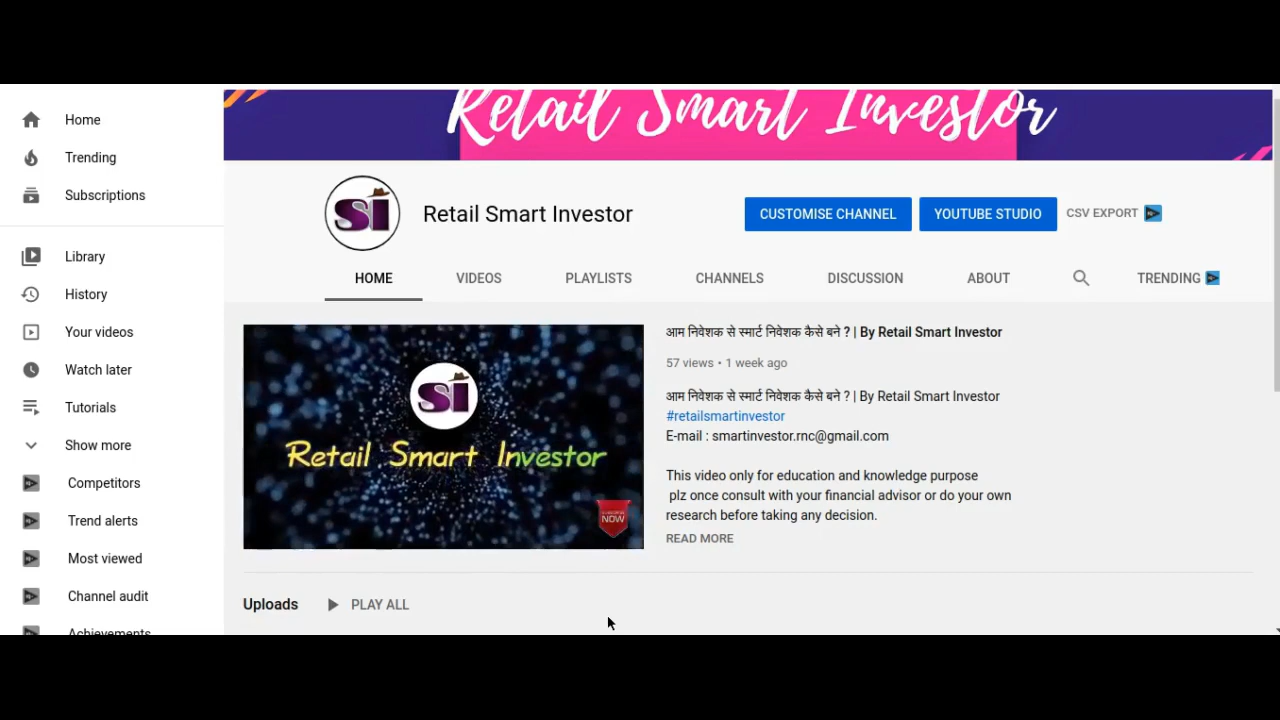 Retail Smart Investor
Home
Trending
Subscriptions
Library
History
Your videos
Watch later
Tutorials
Show more
Competitors
Trend alerts
Most viewed
Channel audit
Achievements
SI
Retail Smart Investor
CUSTOMISE CHANNEL
YOUTUBE STUDIO
CSV EXPORT
HOME
VIDEOS
PLAYLISTS
CHANNELS
DISCUSSION
ABOUT
TRENDING
SI
Retail Smart Investor
SUBSCRIBE
NOW
आम निवेशक से स्मार्ट निवेशक कैसे बने ? | By Retail Smart Investor
57 views • 1 week ago
आम निवेशक से स्मार्ट निवेशक कैसे बने ? | By Retail Smart Investor
#retailsmartinvestor
E-mail : smartinvestor.rnc@gmail.com
This video only for education and knowledge purpose
plz once consult with your financial advisor or do your own
research before taking any decision.
READ MORE
Uploads
PLAY ALL